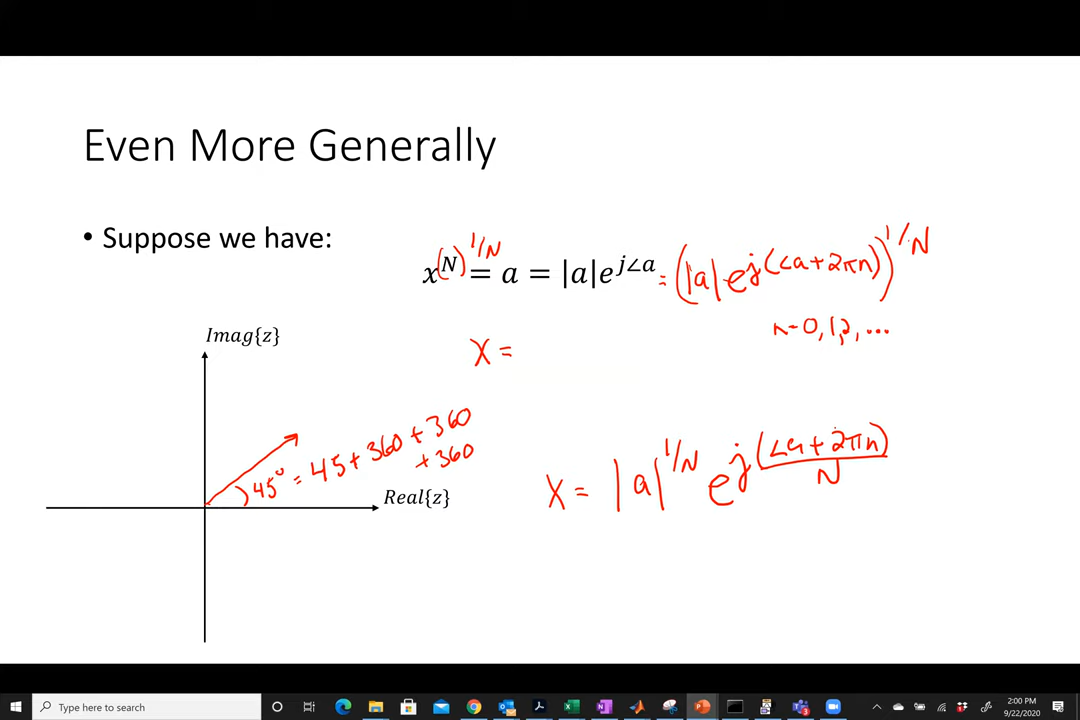 Even More Generally
• Suppose we have:
x^(N)^1/N = a = |a|e^{j∠a} = (|a|e^{j(∠a+2πn)})^1/N
n=0,1,2,...
Imag{z}
x =
45° = 45+360+360
+360
Real{z}
x = |a|^1/N e^{j(∠a+2πn)/N}
Type here to search
2:00 PM
9/22/2020